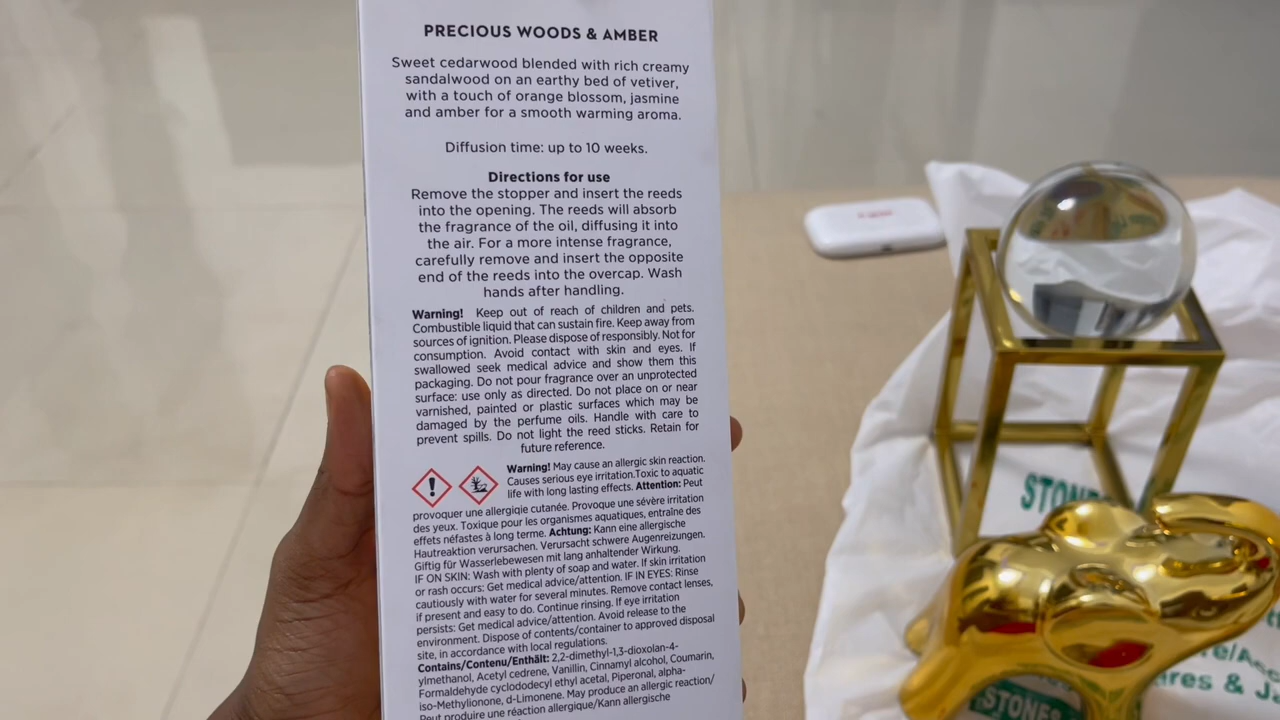 PRECIOUS WOODS & AMBER
Sweet cedarwood blended with rich creamy
sandalwood on an earthy bed of vetiver,
with a touch of orange blossom, jasmine
and amber for a smooth warming aroma.
Diffusion time: up to 10 weeks.
Directions for use
Remove the stopper and insert the reeds
into the opening. The reeds will absorb
the fragrance of the oil, diffusing it into
the air. For a more intense fragrance,
carefully remove and insert the opposite
end of the reeds into the overcap. Wash
hands after handling.
Warning! Keep out of reach of children and pets.
Combustible liquid that can sustain fire. Keep away from
sources of ignition. Please dispose of responsibly. Not for
consumption. Avoid contact with skin and eyes. If
swallowed seek medical advice and show them this
packaging. Do not pour fragrance over an unprotected
surface: use only as directed. Do not place on or near
varnished, painted or plastic surfaces which may be
damaged by the perfume oils. Handle with care to
prevent spills. Do not light the reed sticks. Retain for
future reference.
Warning! May cause an allergic skin reaction.
Causes serious eye irritation.Toxic to aquatic
life with long lasting effects. Attention: Peut
provoquer une allergiqie cutanée. Provoque une sévère irritation
des yeux. Toxique pour les organismes aquatiques, entraîne des
effets néfastes à long terme. Achtung: Kann eine allergische
Hautreaktion verursachen. Verursacht schwere Augenreizungen.
Giftig für Wasserlebewesen mit lang anhaltender Wirkung.
IF ON SKIN: Wash with plenty of soap and water. If skin irritation
or rash occurs: Get medical advice/attention. IF IN EYES: Rinse
cautiously with water for several minutes. Remove contact lenses,
if present and easy to do. Continue rinsing. If eye irritation
persists: Get medical advice/attention. Avoid release to the
environment. Dispose of contents/container to approved disposal
site, in accordance with local regulations.
Contains/Contenu/Enthält: 2,2-dimethyl-1,3-dioxolan-4-
ylmethanol, Acetyl cedrene, Vanillin, Cinnamyl alcohol, Coumarin,
Formaldehyde cyclododecyl ethyl acetal, Piperonal, alpha-
iso-Methylionone, d-Limonene. May produce an allergic reaction/
Peut produire une réaction allergique/Kann allergische
STONES
STONES